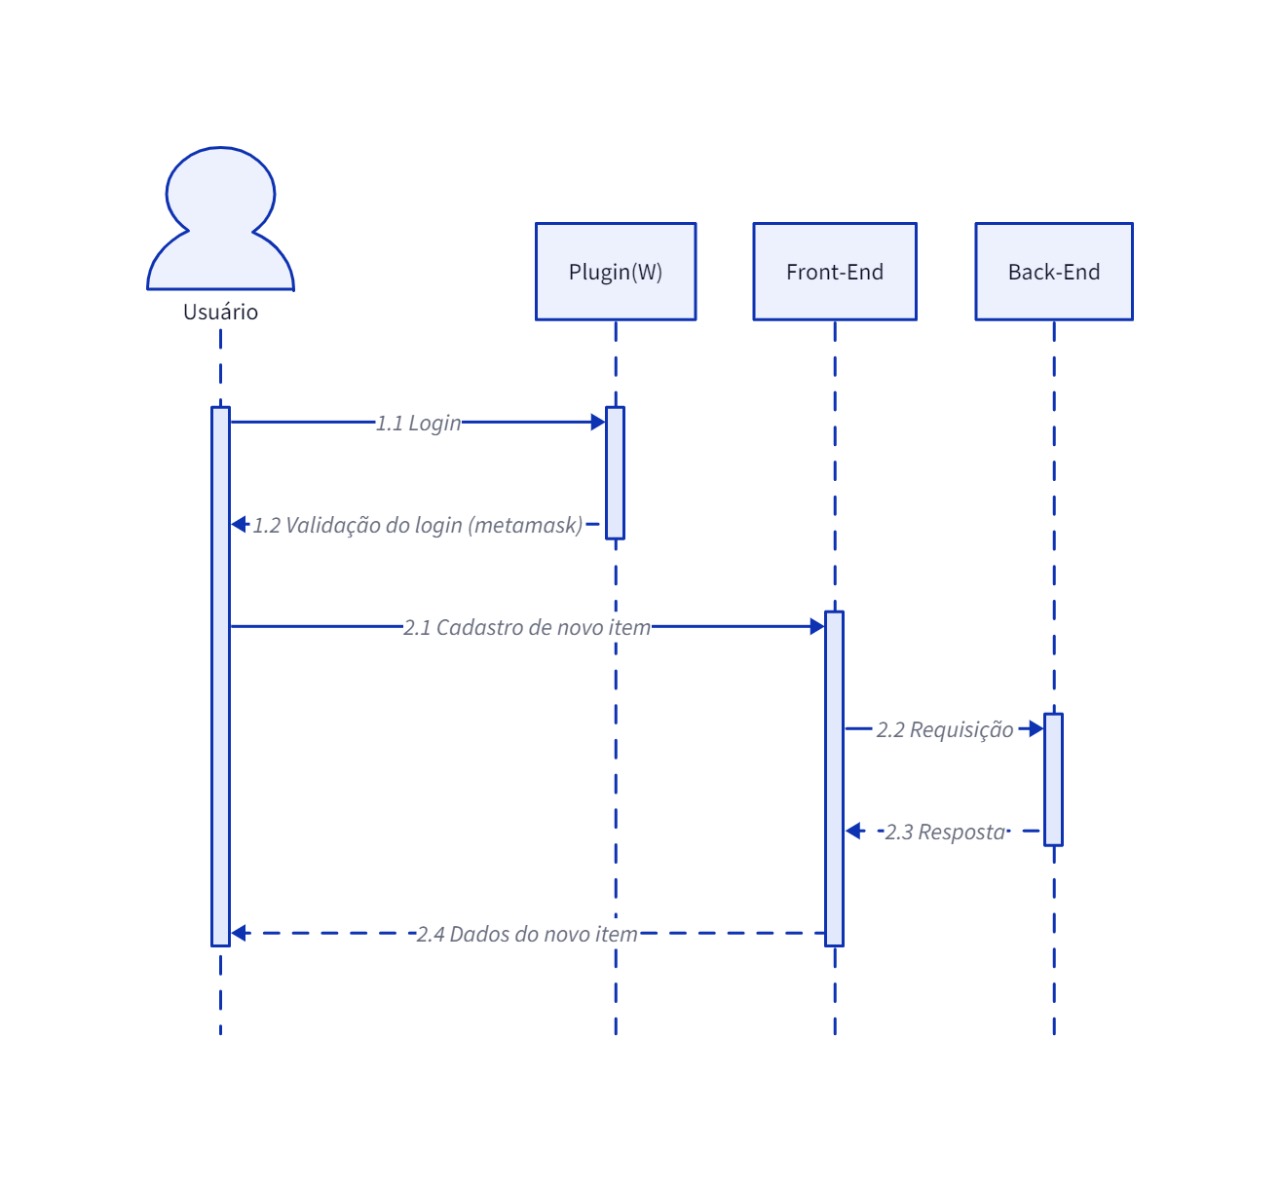 Usuário
Plugin(W)
Front-End
Back-End
1.1 Login
1.2 Validação do login (metamask)
2.1 Cadastro de novo item
2.2 Requisição
2.3 Resposta
2.4 Dados do novo item